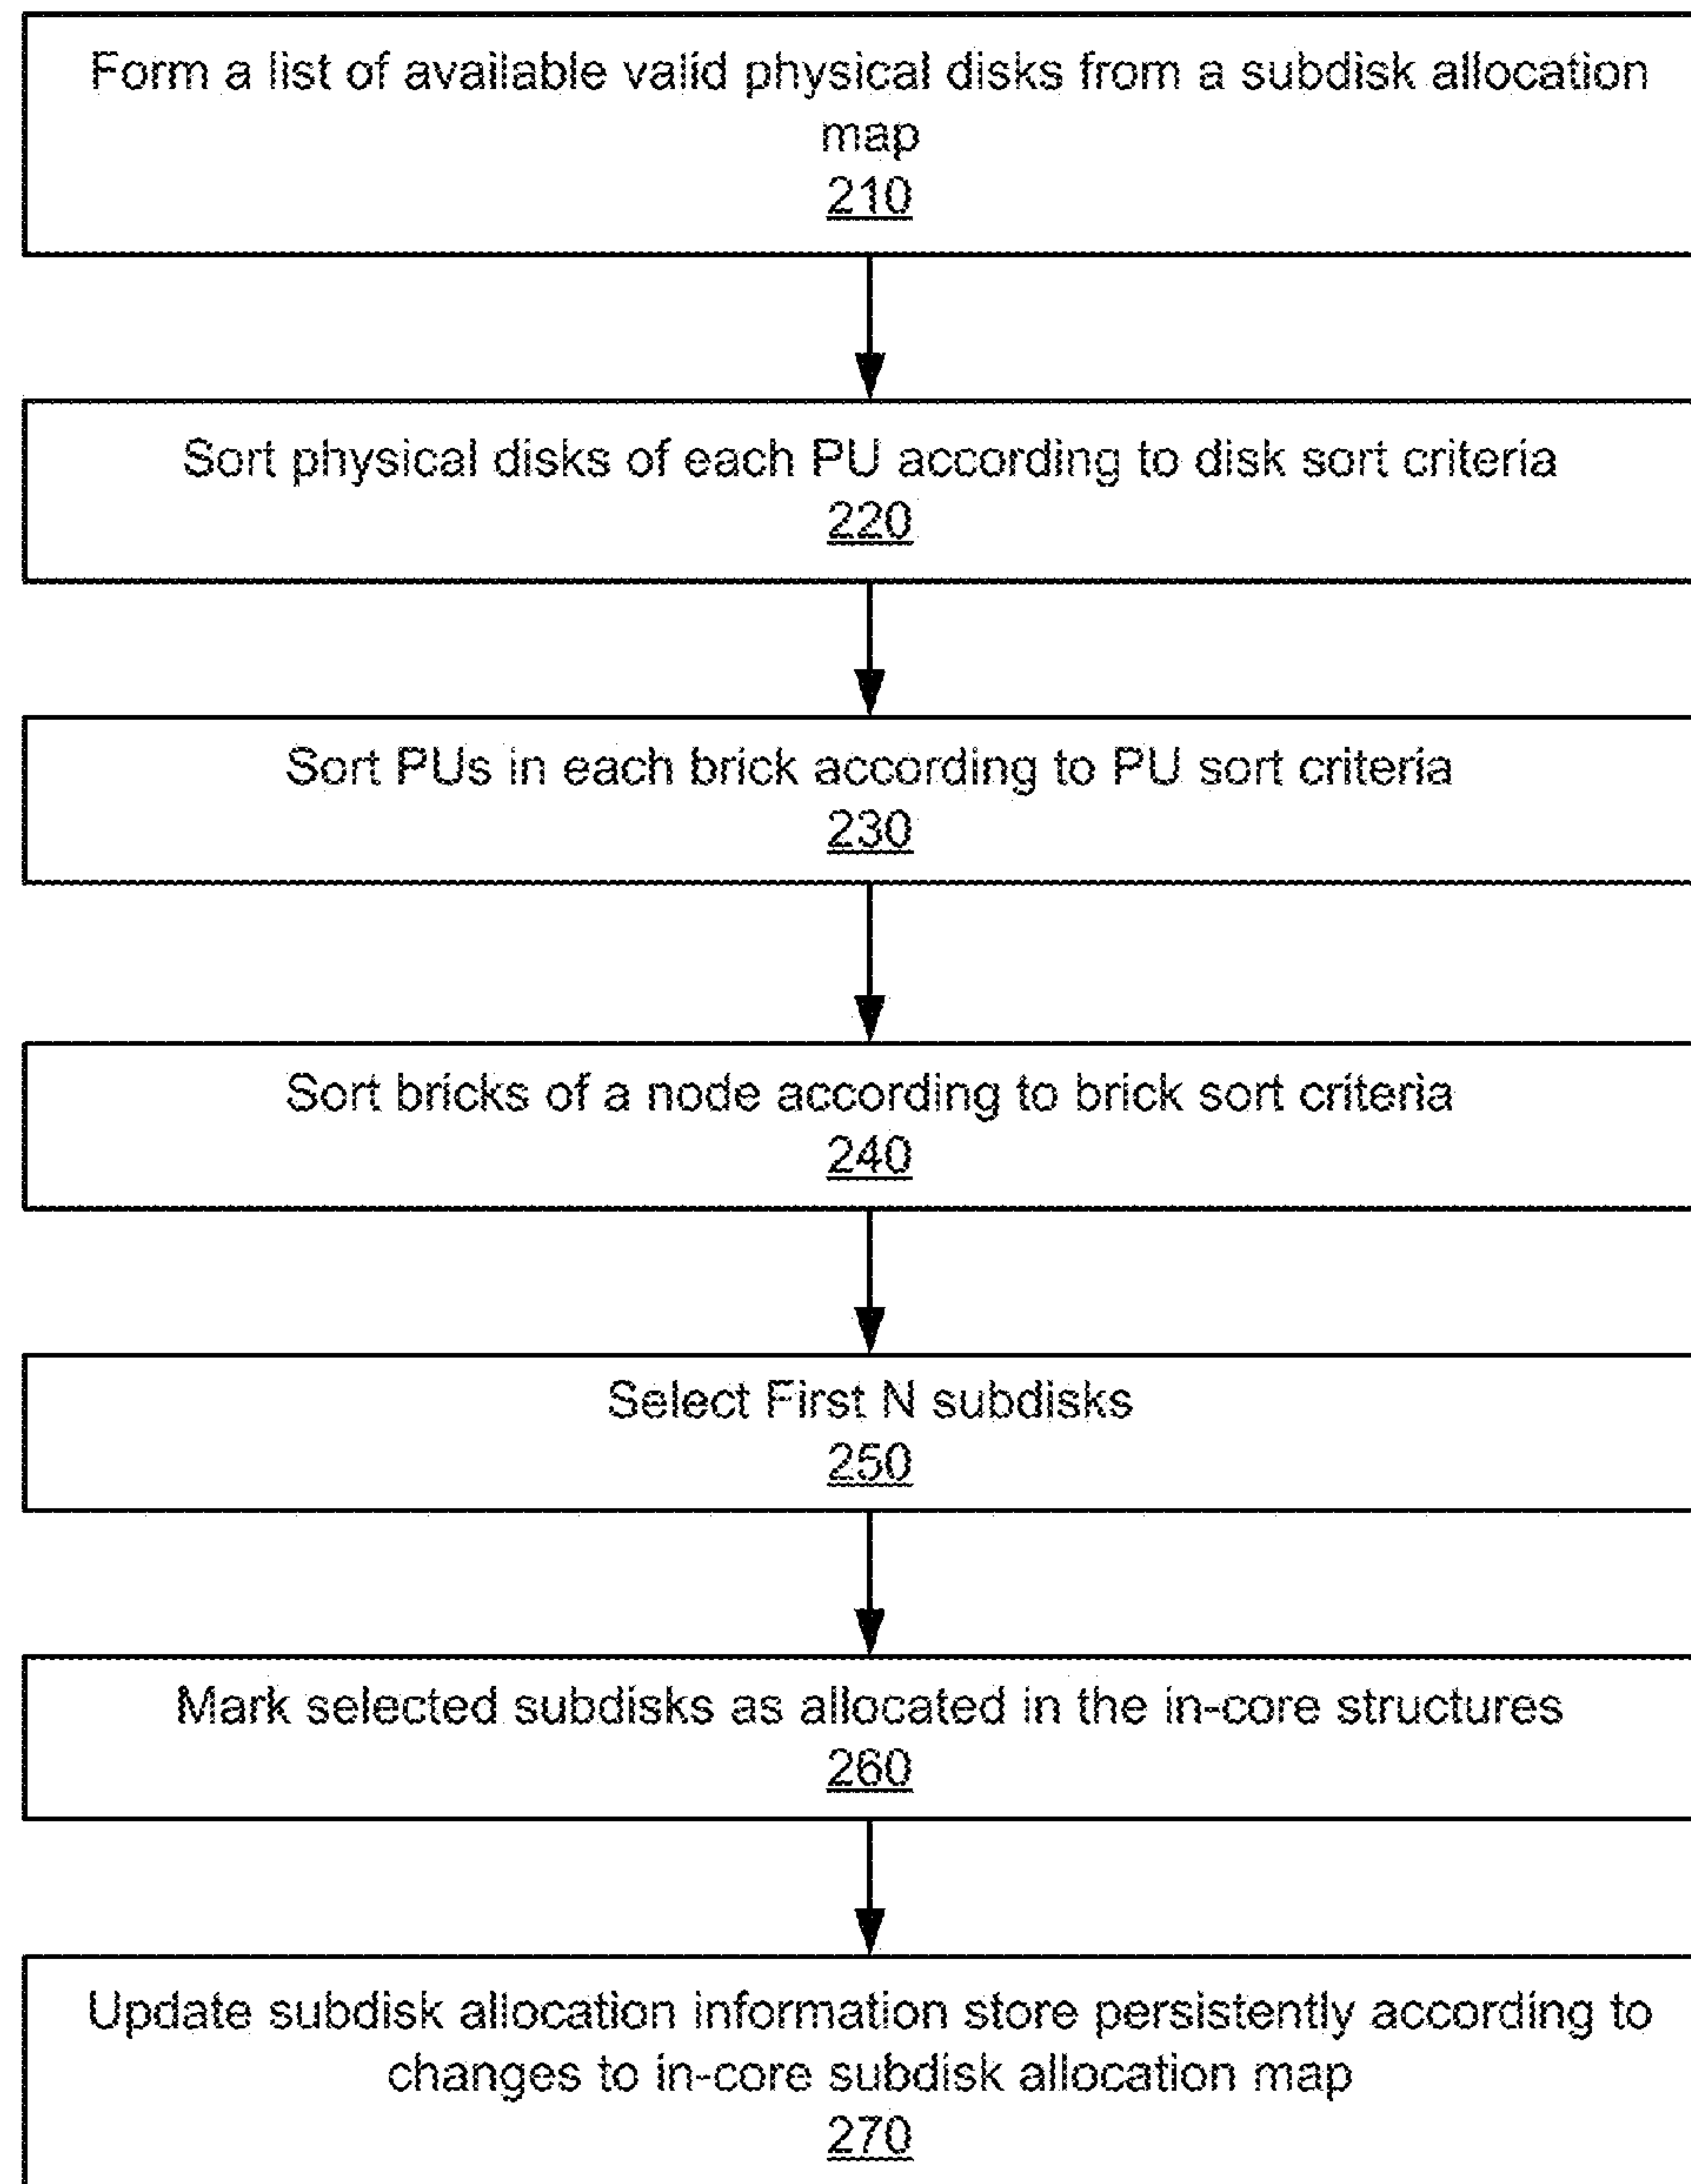 Form a list of available valid physical disks from a subdisk allocation
map
210
Sort physical disks of each PU according to disk sort criteria
220
Sort PUs in each brick according to PU sort criteria
230
Sort bricks of a node according to brick sort criteria
240
Select First N subdisks
250
Mark selected subdisks as allocated in the in-core structures
260
Update subdisk allocation information store persistently according to
changes to in-core subdisk allocation map
270